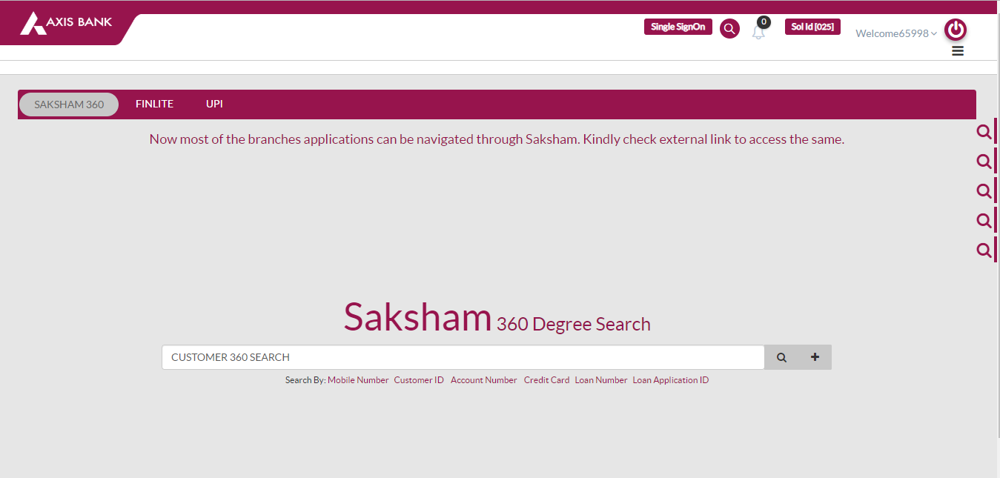 AXIS BANK
Single SignOn
0
Sol Id [025]
Welcome65998
SAKSHAM 360 FINLITE UPI
Now most of the branches applications can be navigated through Saksham. Kindly check external link to access the same.
Saksham 360 Degree Search
CUSTOMER 360 SEARCH
Search By: Mobile Number Customer ID Account Number Credit Card Loan Number Loan Application ID